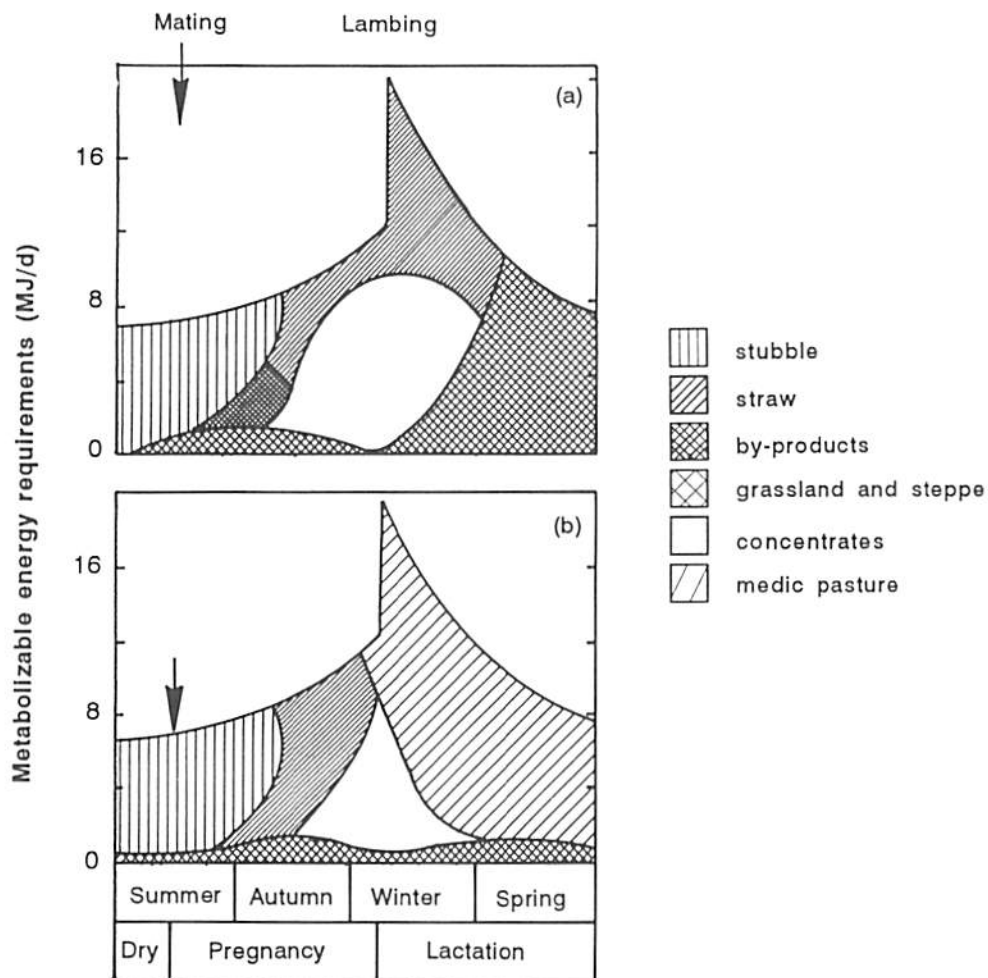 Mating
Lambing
(a)
16
8
0
Metabolizable energy requirements (MJ/d)
stubble
straw
by-products
grassland and steppe
concentrates
medic pasture
(b)
16
8
0
Summer Autumn Winter Spring
Dry Pregnancy Lactation